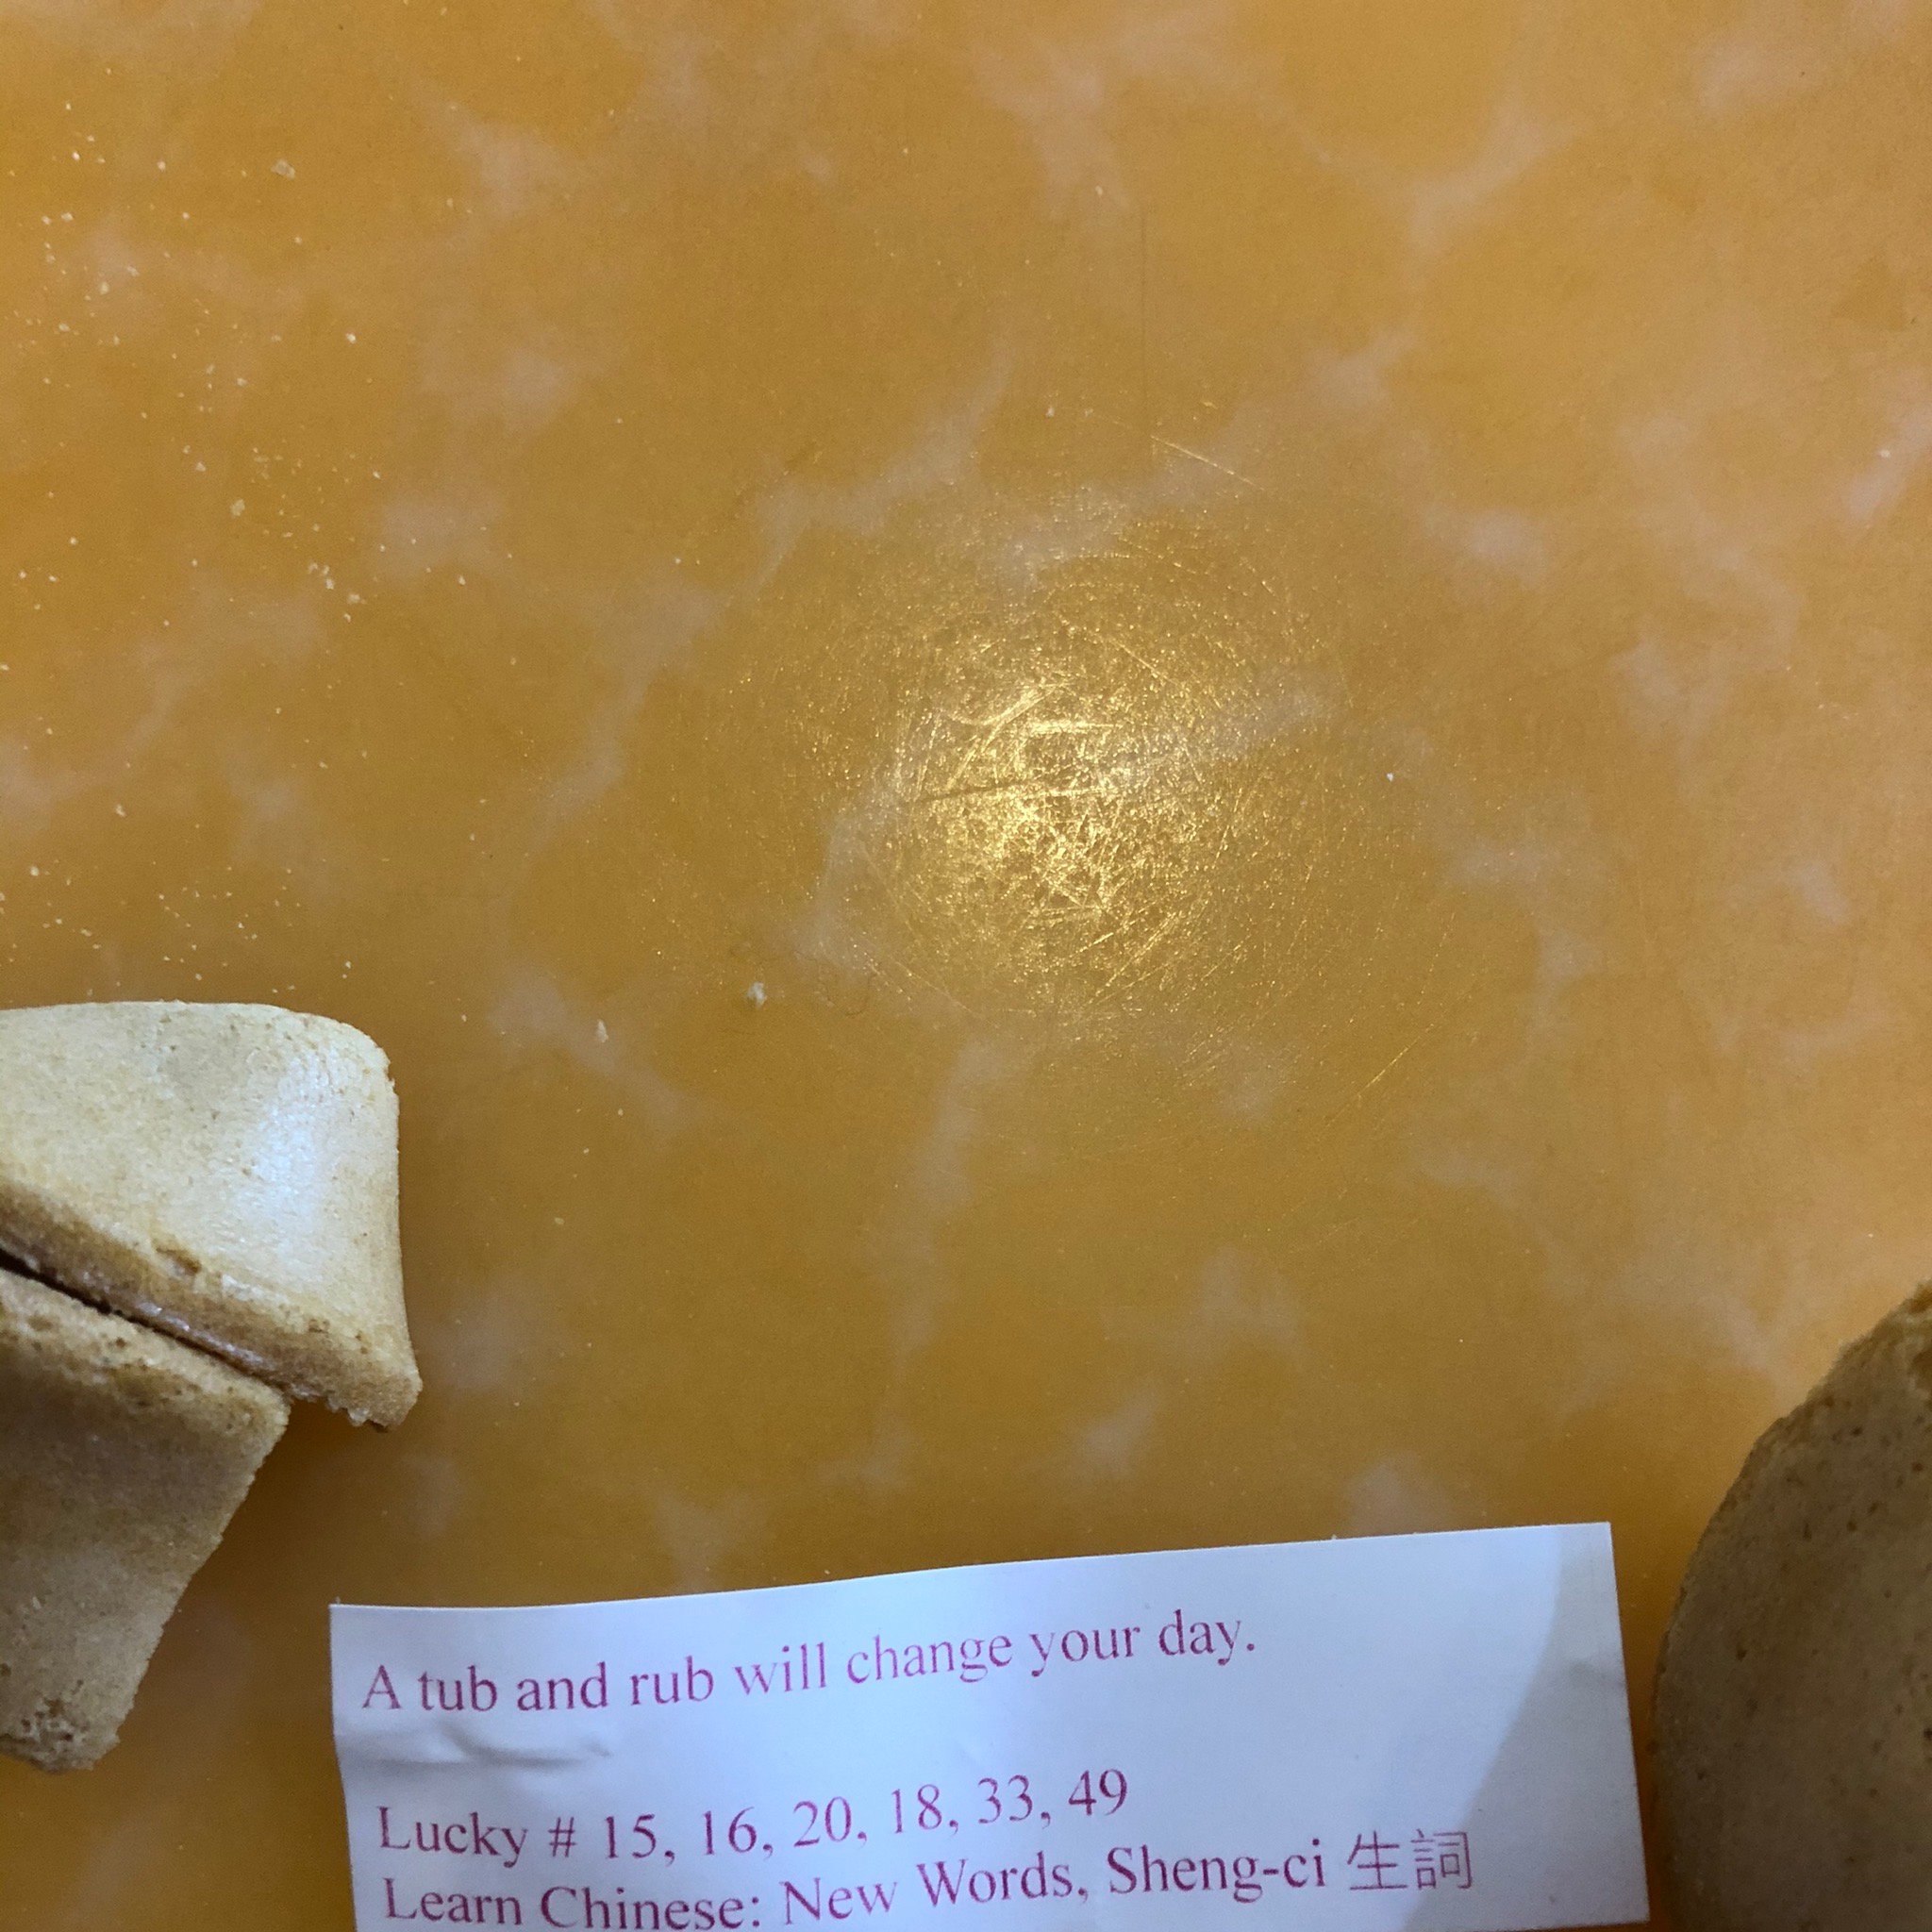 A tub and rub will change your day.
Lucky # 15, 16, 20, 18, 33, 49
Learn Chinese: New Words, Sheng-ci 生詞